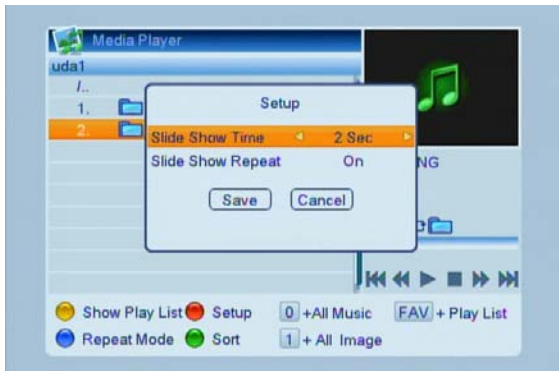 Media Player
uda1
/..
1.
2.
Setup
Slide Show Time 2 Sec
Slide Show Repeat On
Save Cancel
NG
Show Play List Setup 0 +All Music FAV + Play List
Repeat Mode Sort 1 + All Image